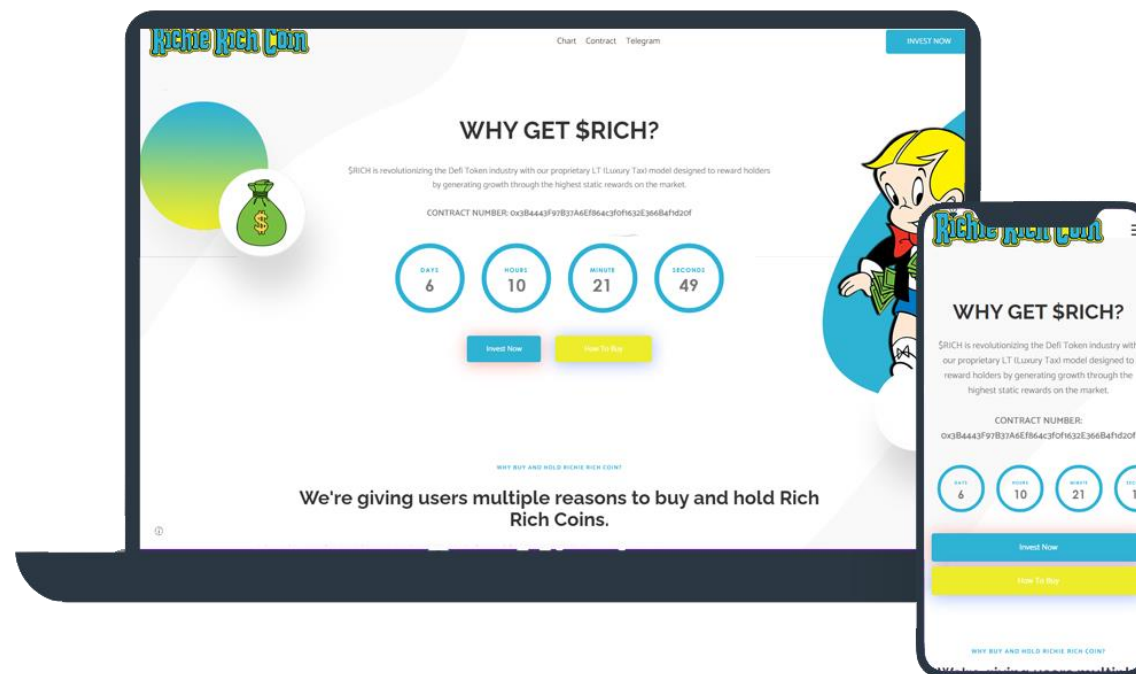 Richie Rich Coin
Chart Contract Telegram
INVEST NOW
WHY GET $RICH?
$RICH is revolutionizing the Defi Token industry with our proprietary LT (Luxury Tax) model designed to reward holders
by generating growth through the highest static rewards on the market.
CONTRACT NUMBER: 0x3B4443F97B37A6Ef864c3f0f1632E366B4f1d20f
DAYS HOURS MINUTE SECONDS
6 10 21 49
Invest Now How To Buy
WHY BUY AND HOLD RICHIE RICH COIN?
We're giving users multiple reasons to buy and hold Rich
Rich Coins.
$
Richie Rich Coin
WHY GET $RICH?
$RICH is revolutionizing the Defi Token industry with
our proprietary LT (Luxury Tax) model designed to
reward holders by generating growth through the
highest static rewards on the market.
CONTRACT NUMBER:
0x3B4443F97B37A6Ef864c3f0f1632E366B4f1d20f
DAYS HOURS MINUTE
6 10 21
Invest Now
How To Buy
WHY BUY AND HOLD RICHIE RICH COIN?